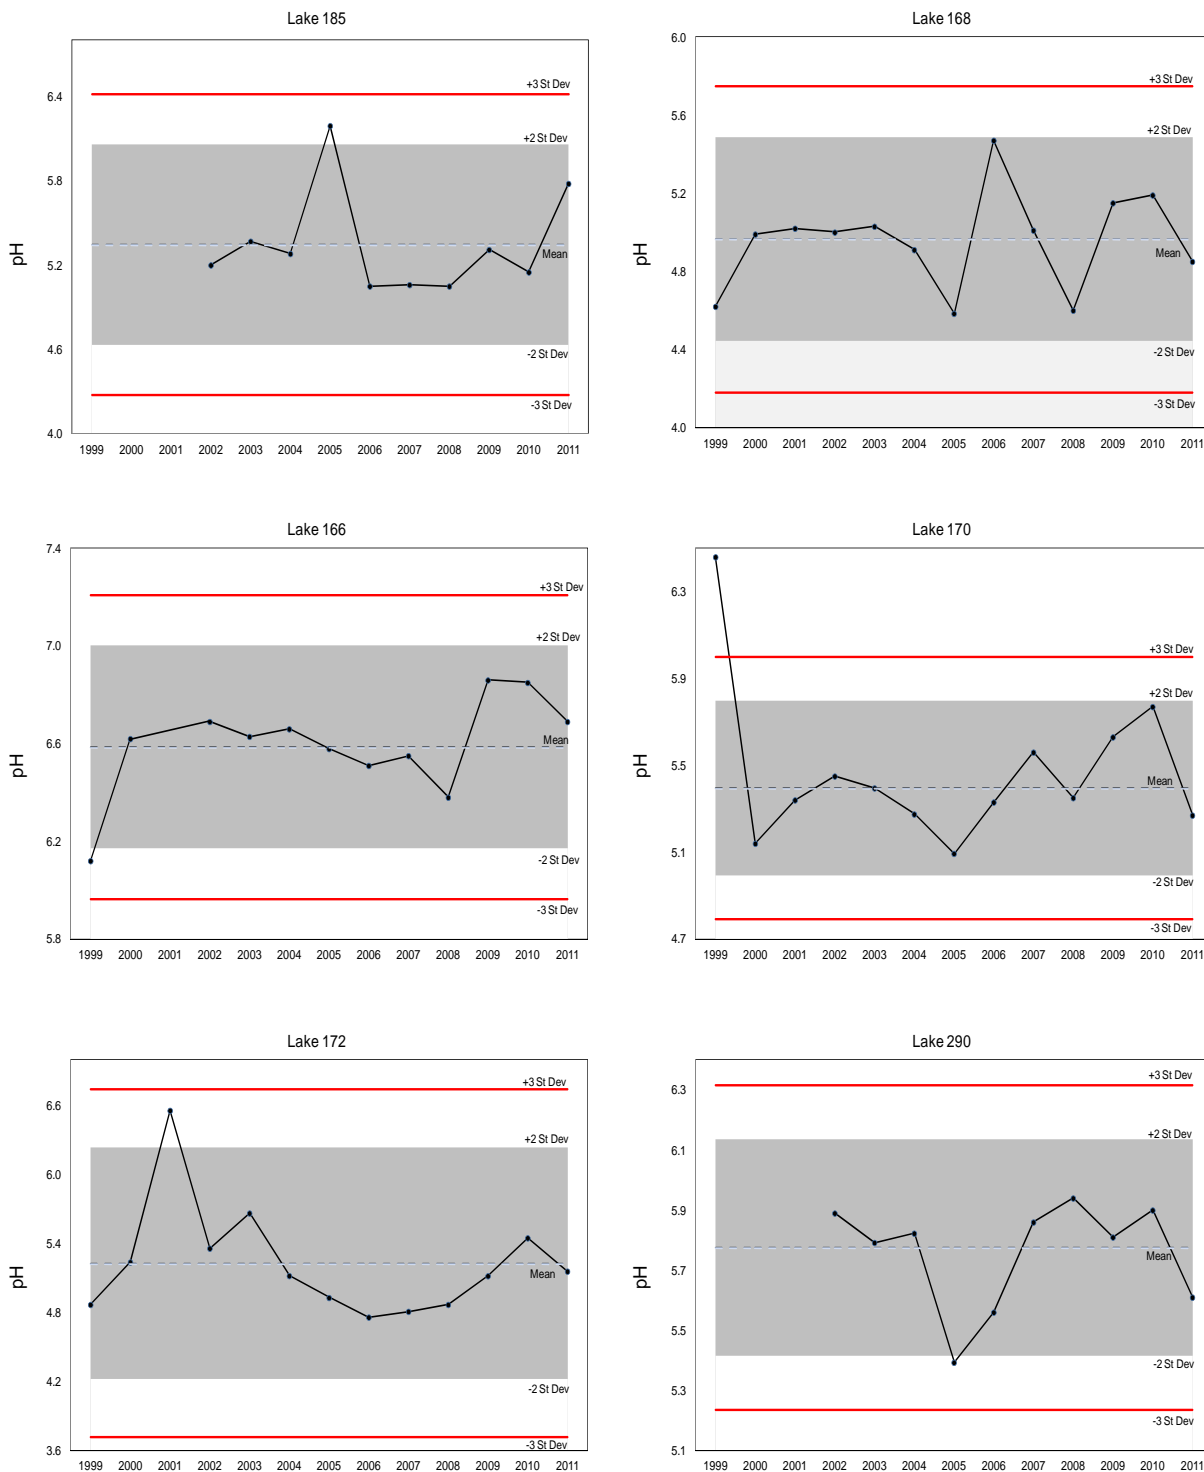 Lake 185
pH
6.4
5.8
5.2
4.6
4.0
+3 St Dev
+2 St Dev
Mean
-2 St Dev
-3 St Dev
1999 2000 2001 2002 2003 2004 2005 2006 2007 2008 2009 2010 2011
Lake 168
pH
6.0
5.6
5.2
4.8
4.4
4.0
+3 St Dev
+2 St Dev
Mean
-2 St Dev
-3 St Dev
1999 2000 2001 2002 2003 2004 2005 2006 2007 2008 2009 2010 2011
Lake 166
pH
7.4
7.0
6.6
6.2
5.8
+3 St Dev
+2 St Dev
Mean
-2 St Dev
-3 St Dev
1999 2000 2001 2002 2003 2004 2005 2006 2007 2008 2009 2010 2011
Lake 170
pH
6.3
5.9
5.5
5.1
4.7
+3 St Dev
+2 St Dev
Mean
-2 St Dev
-3 St Dev
1999 2000 2001 2002 2003 2004 2005 2006 2007 2008 2009 2010 2011
Lake 172
pH
6.6
6.0
5.4
4.8
4.2
3.6
+3 St Dev
+2 St Dev
Mean
-2 St Dev
-3 St Dev
1999 2000 2001 2002 2003 2004 2005 2006 2007 2008 2009 2010 2011
Lake 290
pH
6.3
6.1
5.9
5.7
5.5
5.3
5.1
+3 St Dev
+2 St Dev
Mean
-2 St Dev
-3 St Dev
1999 2000 2001 2002 2003 2004 2005 2006 2007 2008 2009 2010 2011